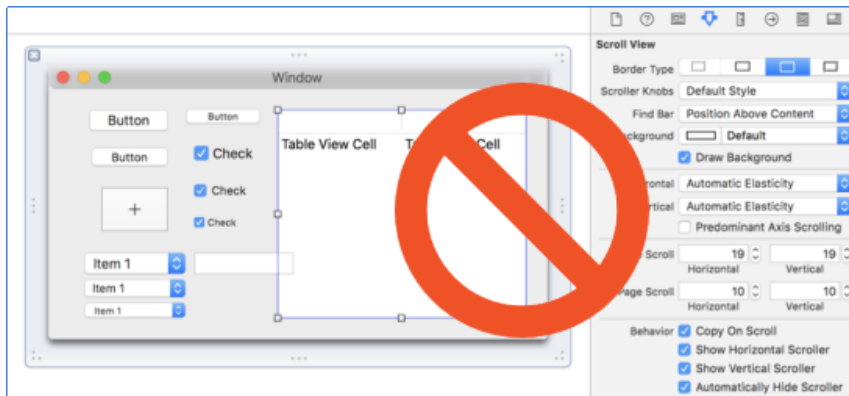 Window
Button
Button
Button
Check
Check
Check
Item 1
Item 1
Item 1
Table View Cell
Cell
Scroll View
Border Type
Scroller Knobs Default Style
Find Bar Position Above Content
Default
Draw Background
Automatic Elasticity
Automatic Elasticity
Predominant Axis Scrolling
Scroll 19 19
Horizontal Vertical
Page Scroll 10 10
Horizontal Vertical
Behavior Copy On Scroll
Show Horizontal Scroller
Show Vertical Scroller
Automatically Hide Scroller